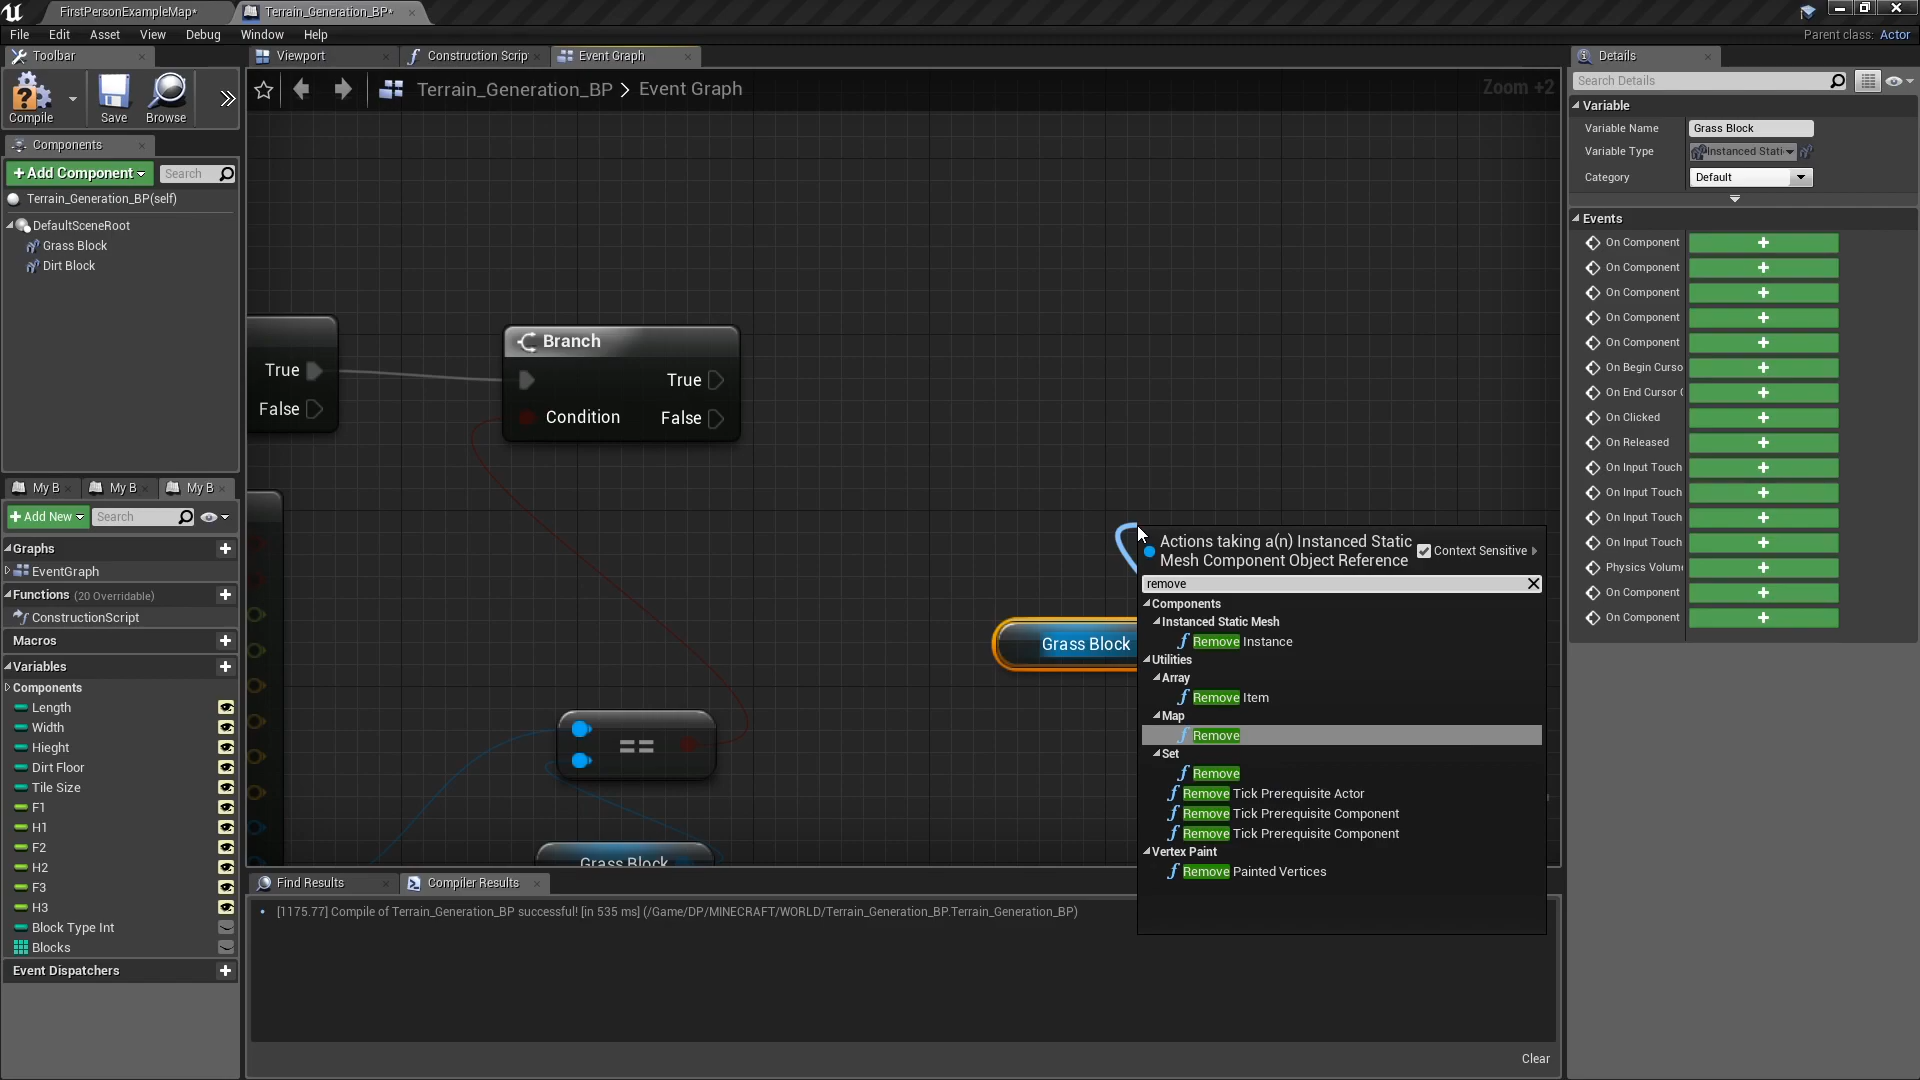 FirstPersonExampleMap*
Terrain_Generation_BP*
File Edit Asset View Debug Window Help
Parent class: Actor
Toolbar
Compile
Save
Browse
Components
+ Add Component
Search
Terrain_Generation_BP(self)
DefaultSceneRoot
Grass Block
Dirt Block
My B
My B
My B
+ Add New
Search
Graphs
EventGraph
Functions (20 Overridable)
ConstructionScript
Macros
Variables
Components
Length
Width
Hieght
Dirt Floor
Tile Size
F1
H1
F2
H2
F3
H3
Block Type Int
Blocks
Event Dispatchers
Viewport
Construction Scrip
Event Graph
Terrain_Generation_BP > Event Graph
Zoom +2
True
False
Branch
True
Condition
False
==
Grass Block
Grass Block
Actions taking a(n) Instanced Static
Mesh Component Object Reference
Context Sensitive
remove
Components
Instanced Static Mesh
Remove Instance
Utilities
Array
Remove Item
Map
Remove
Set
Remove
Remove Tick Prerequisite Actor
Remove Tick Prerequisite Component
Remove Tick Prerequisite Component
Vertex Paint
Remove Painted Vertices
Find Results
Compiler Results
[1175.77] Compile of Terrain_Generation_BP successful! [in 535 ms] (/Game/DP/MINECRAFT/WORLD/Terrain_Generation_BP.Terrain_Generation_BP)
Clear
Details
Search Details
Variable
Variable Name
Grass Block
Variable Type
Instanced Stati
Category
Default
Events
On Component
On Component
On Component
On Component
On Component
On Begin Curso
On End Cursor
On Clicked
On Released
On Input Touch
On Input Touch
On Input Touch
On Input Touch
Physics Volum
On Component
On Component